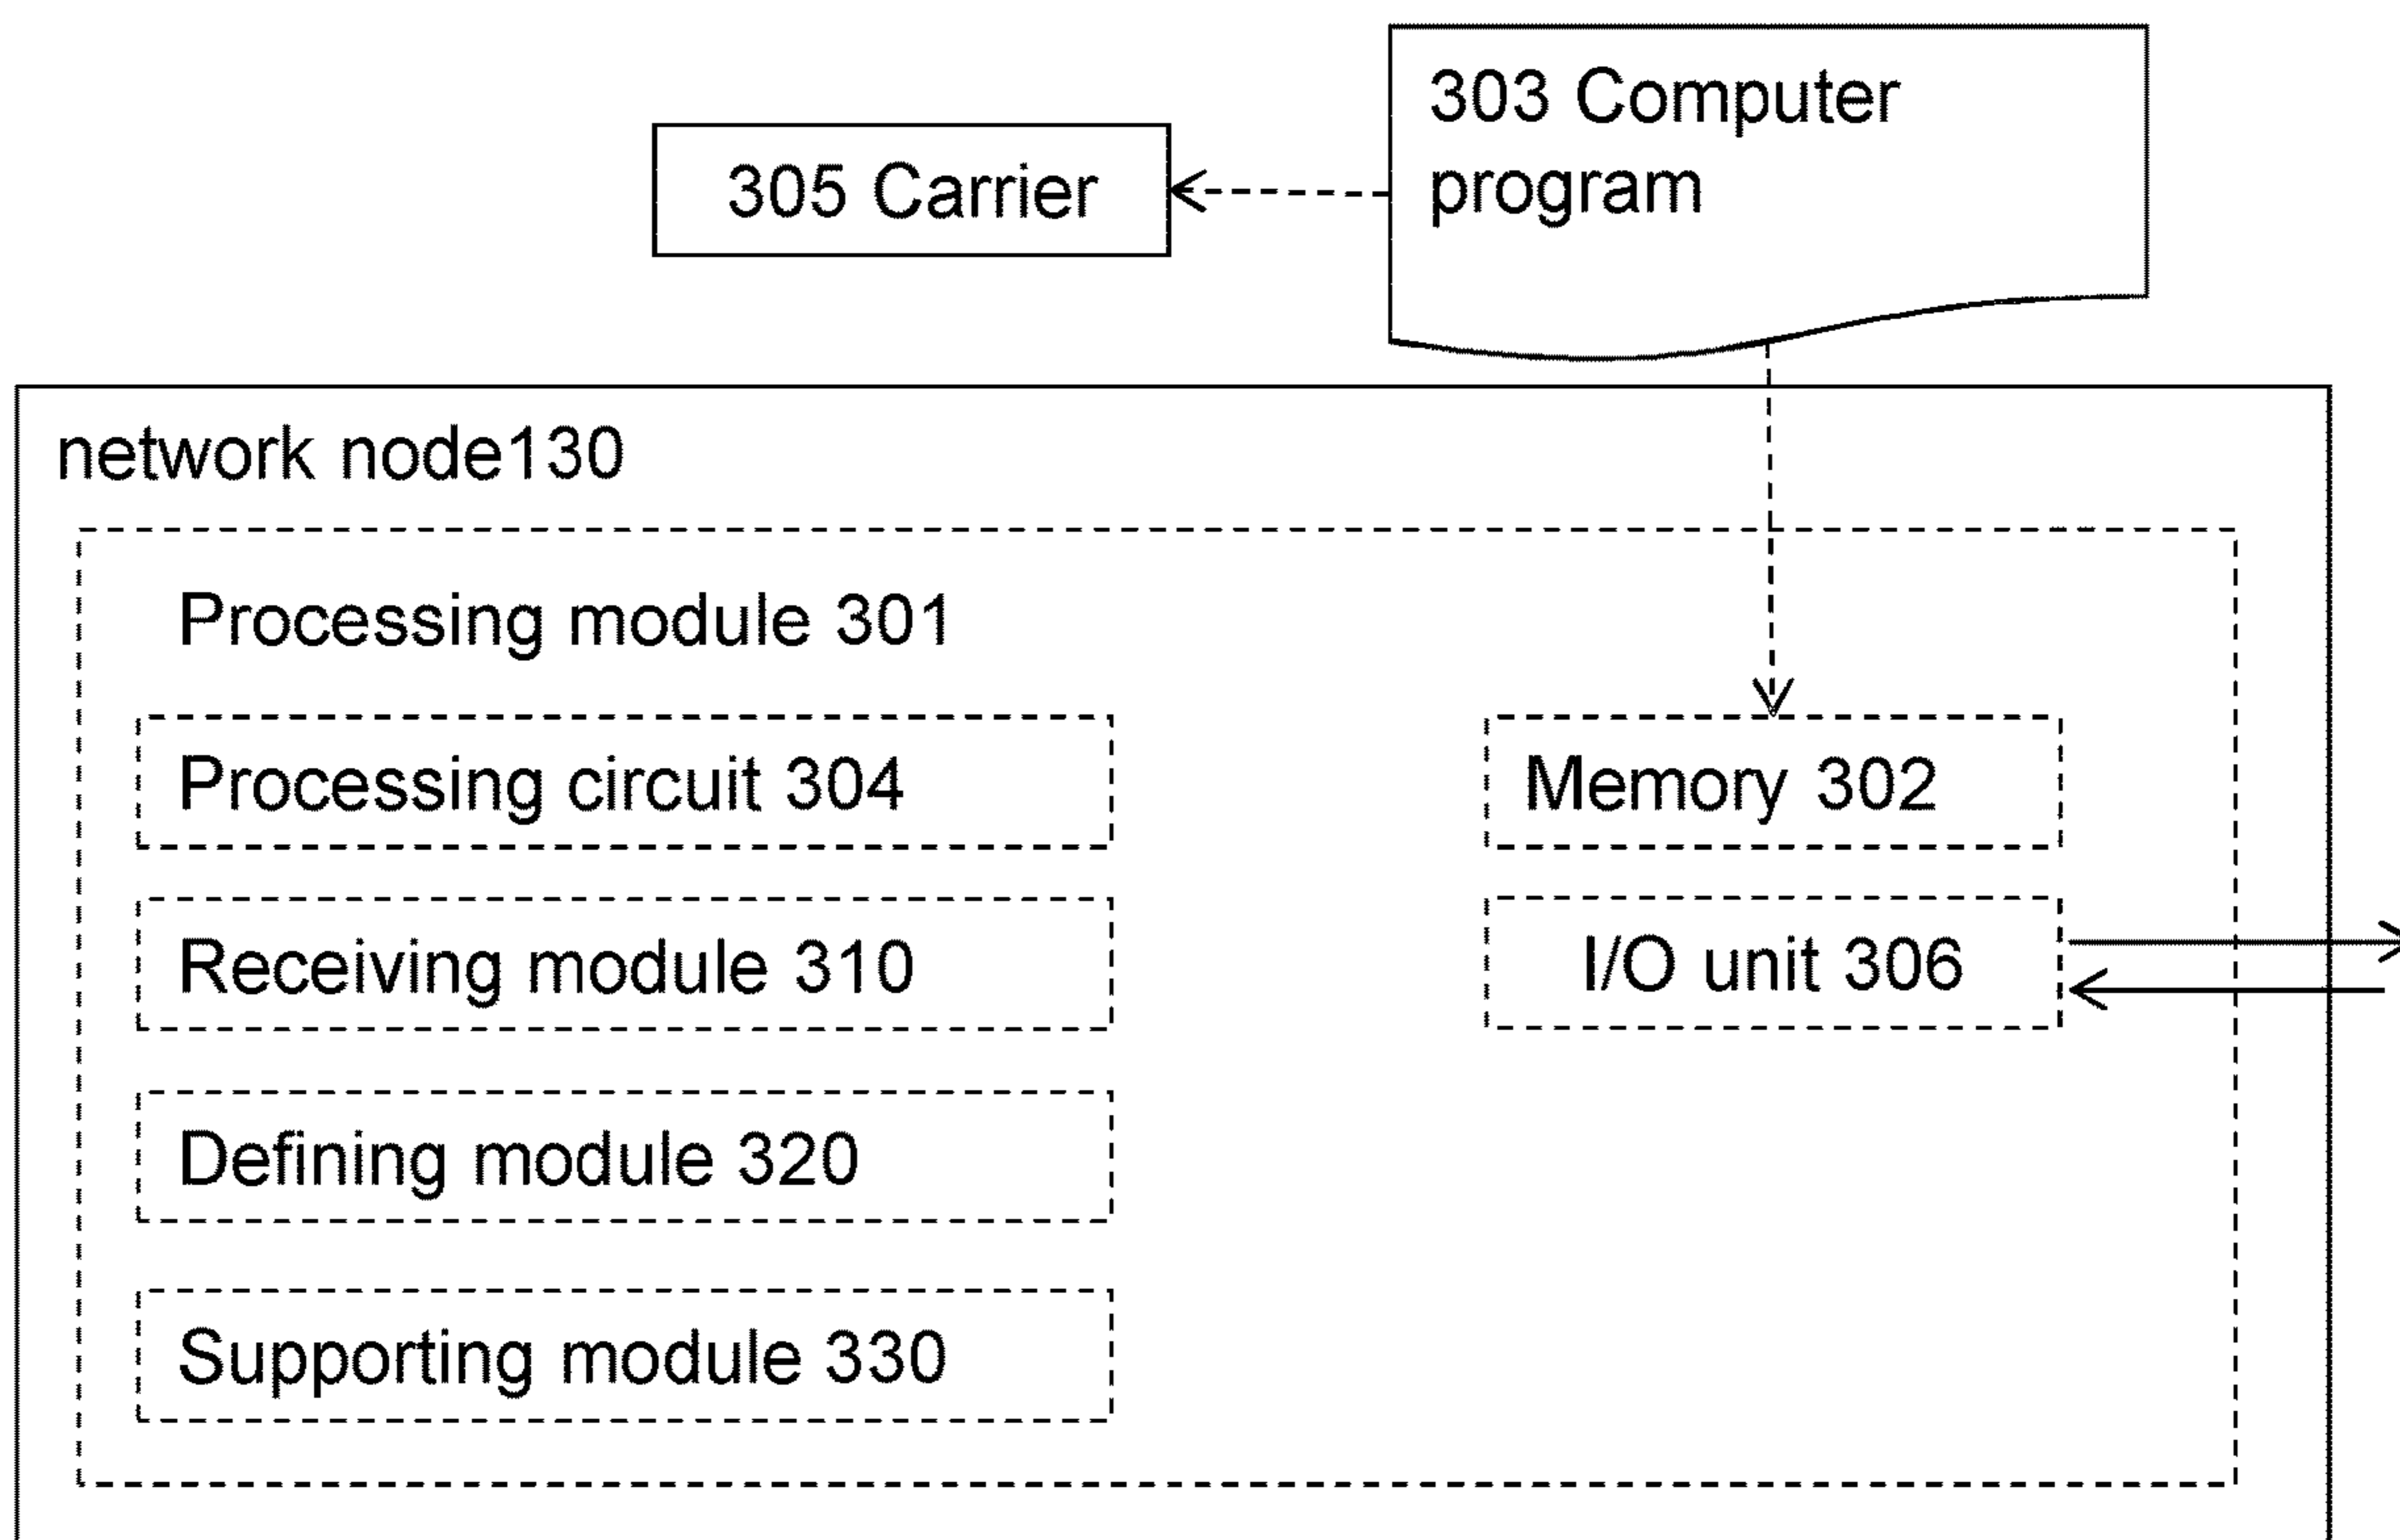 303 Computer
program
305 Carrier
network node130
Processing module 301
Processing circuit 304
Memory 302
Receiving module 310
I/O unit 306
Defining module 320
Supporting module 330